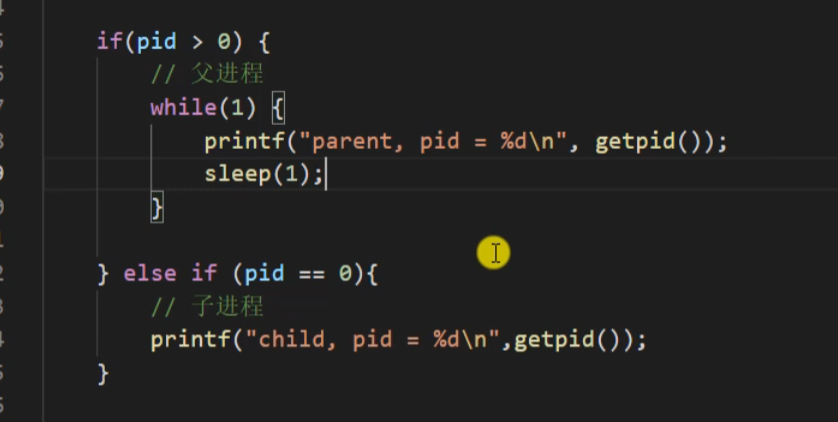 if(pid > 0) {
// 父进程
while(1) {
printf("parent, pid = %d\n", getpid());
sleep(1);
}
} else if (pid == 0){
// 子进程
printf("child, pid = %d\n",getpid());
}